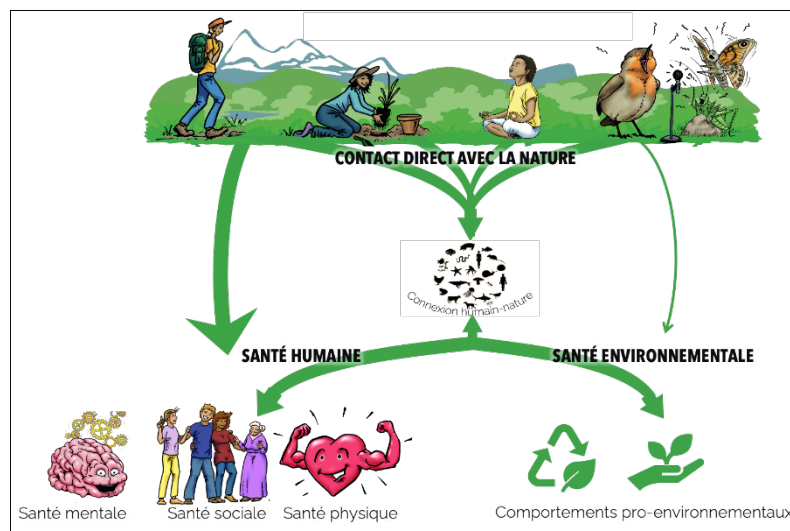 CONTACT DIRECT AVEC LA NATURE
Connexion humain-nature
SANTÉ HUMAINE
SANTÉ ENVIRONNEMENTALE
Santé mentale
Santé sociale
Santé physique
Comportements pro-environnementaux